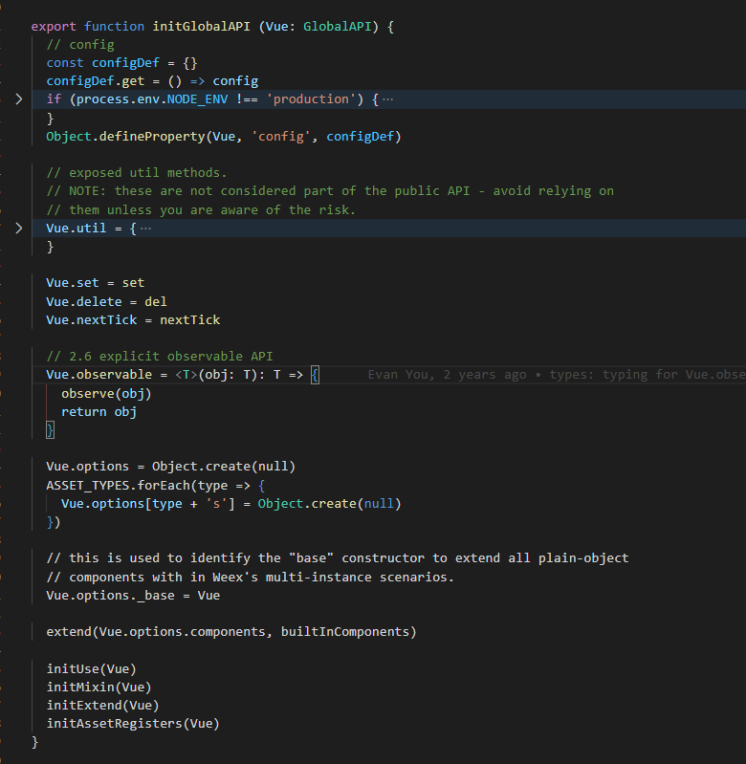 export function initGlobalAPI (Vue: GlobalAPI) {
// config
const configDef = {}
configDef.get = () => config
if (process.env.NODE_ENV !== 'production') { ···
}
Object.defineProperty(Vue, 'config', configDef)
// exposed util methods.
// NOTE: these are not considered part of the public API - avoid relying on
// them unless you are aware of the risk.
Vue.util = { ···
}
Vue.set = set
Vue.delete = del
Vue.nextTick = nextTick
// 2.6 explicit observable API
Vue.observable = <T>(obj: T): T => { Evan You, 2 years ago • types: typing for Vue.obse
observe(obj)
return obj
}
Vue.options = Object.create(null)
ASSET_TYPES.forEach(type => {
Vue.options[type + 's'] = Object.create(null)
})
// this is used to identify the "base" constructor to extend all plain-object
// components with in Weex's multi-instance scenarios.
Vue.options._base = Vue
extend(Vue.options.components, builtInComponents)
initUse(Vue)
initMixin(Vue)
initExtend(Vue)
initAssetRegisters(Vue)
}